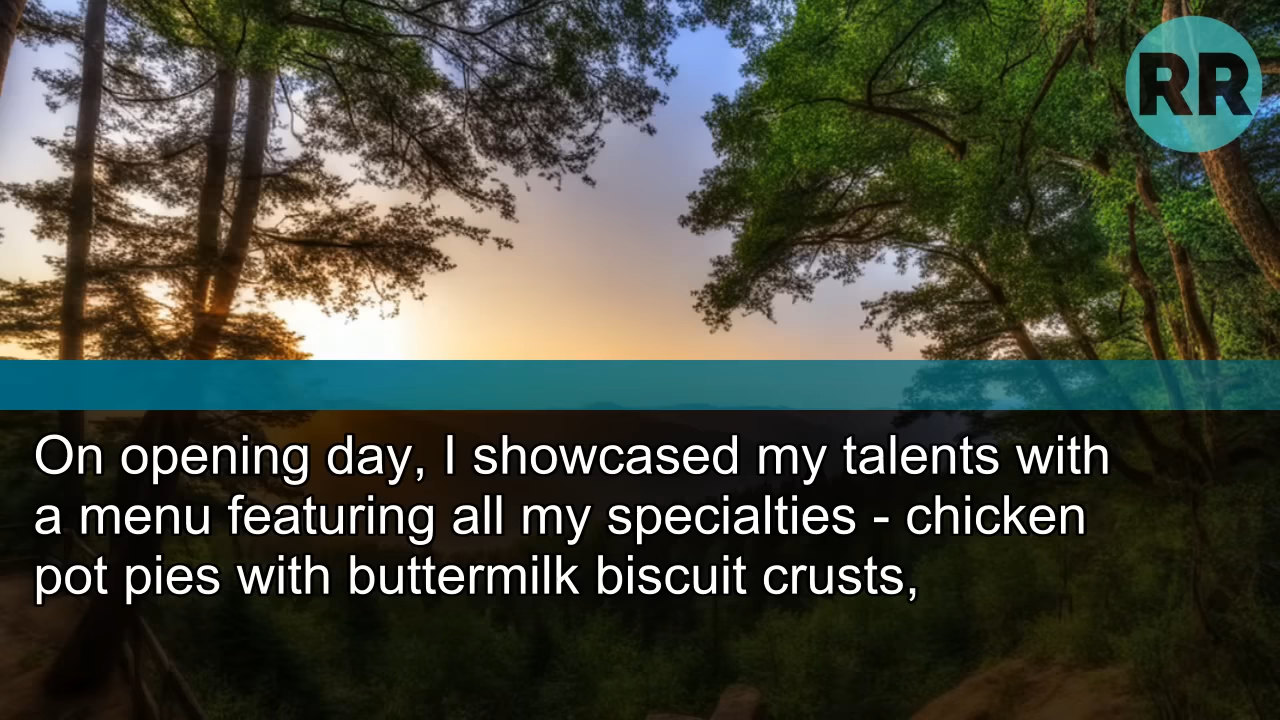 RR
On opening day, I showcased my talents with
a menu featuring all my specialties - chicken
pot pies with buttermilk biscuit crusts,